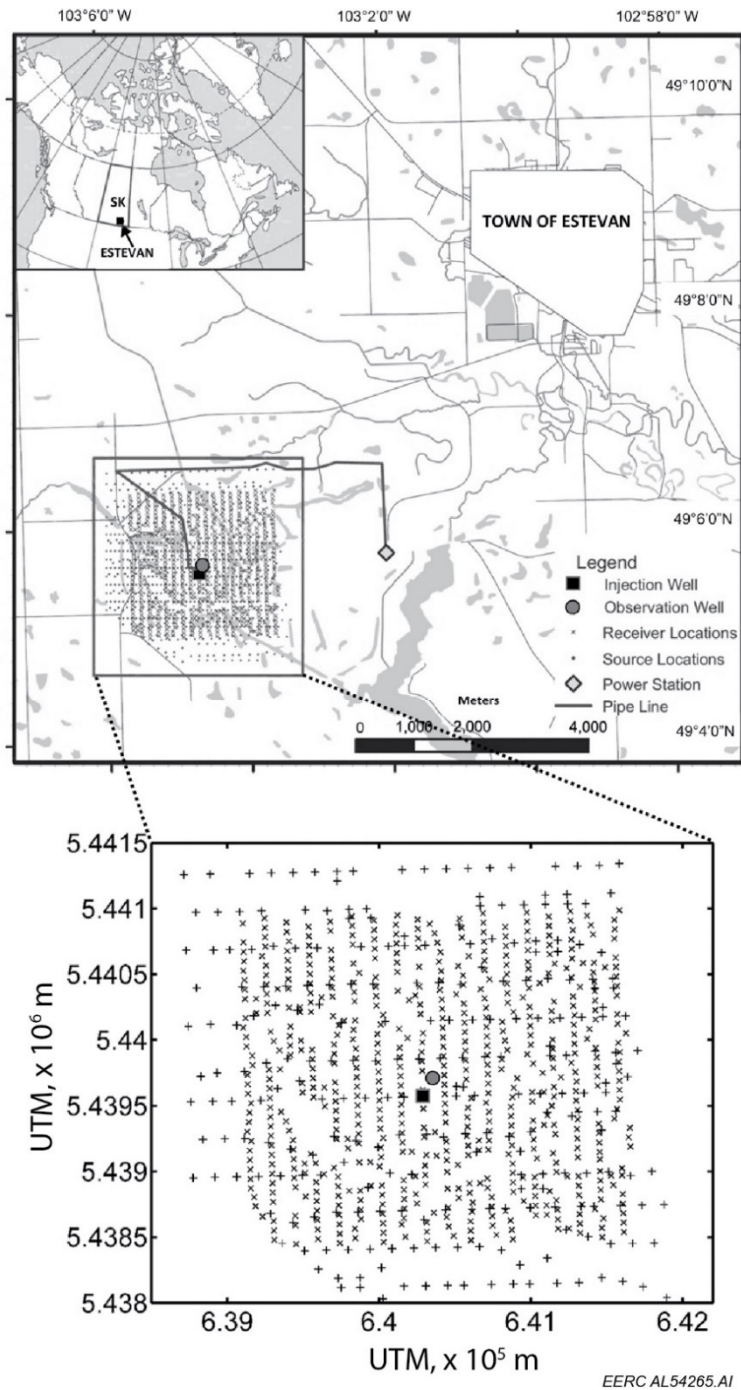 103°6'0" W 103°2'0" W 102°58'0" W
49°10'0"N
SK
ESTEVAN
TOWN OF ESTEVAN
49°8'0"N
49°6'0"N
Legend
Injection Well
Observation Well
Receiver Locations
Source Locations
Power Station
Pipe Line
Meters
0 1,000 2,000 4,000
49°4'0"N
5.4415
5.441
5.4405
5.44
5.4395
5.439
5.4385
5.438
UTM, x 10⁶ m
6.39 6.4 6.41 6.42
UTM, x 10⁵ m
EERC AL54265.AI